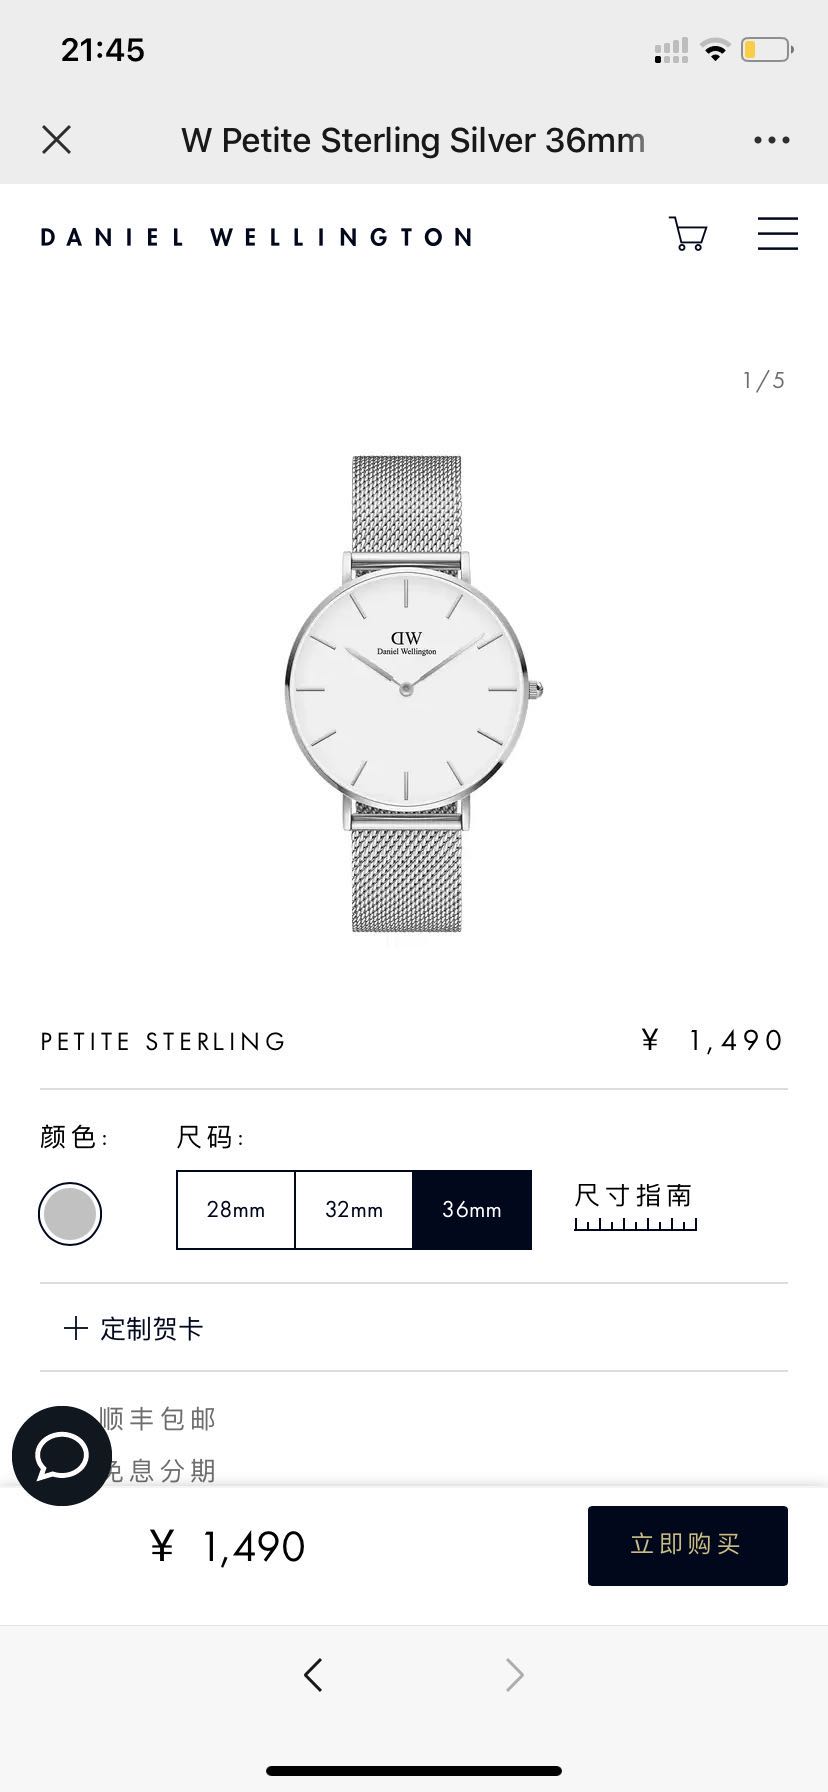 21:45
W Petite Sterling Silver 36mm
DANIEL WELLINGTON
1/5
DW
Daniel Wellington
PETITE STERLING
¥ 1,490
颜色:
尺码:
28mm
32mm
36mm
尺寸指南
定制贺卡
顺丰包邮
免息分期
¥ 1,490
立即购买